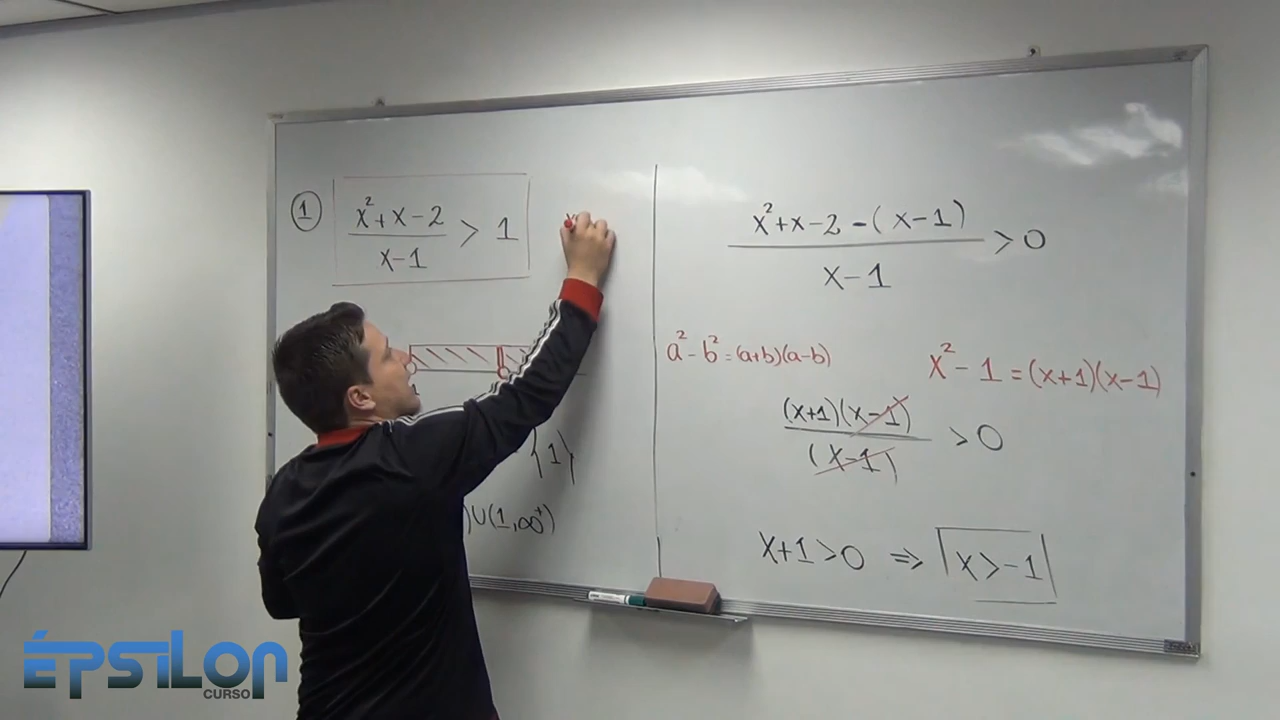 1
x²+x-2
x-1
> 1
{1}
)U(1,∞⁺)
x²+x-2-(x-1)
x-1
>0
a²-b²=(a+b)(a-b)
x²-1=(x+1)(x-1)
(x+1)(x-1)
(x-1)
>0
x+1>0 ⇒ x>-1
ÉPSILON
CURSO